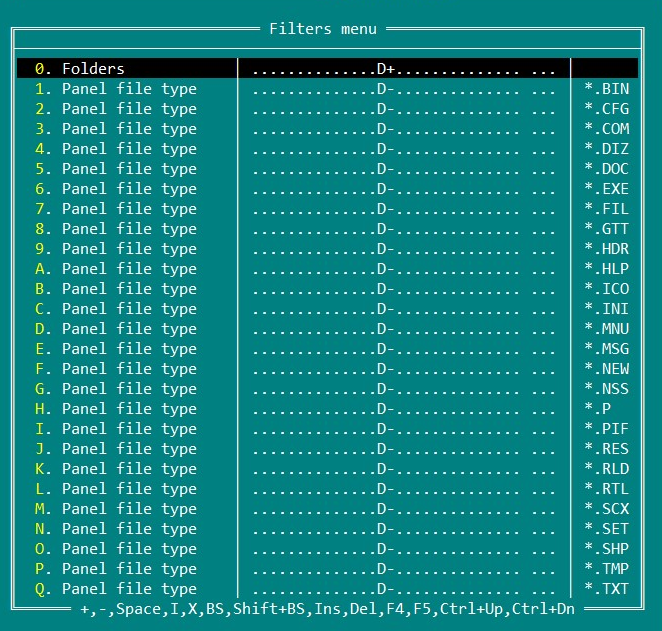 Filters menu
0. Folders | ..............D+.............. ... |
1. Panel file type | ..............D-.............. ... | *.BIN
2. Panel file type | ..............D-.............. ... | *.CFG
3. Panel file type | ..............D-.............. ... | *.COM
4. Panel file type | ..............D-.............. ... | *.DIZ
5. Panel file type | ..............D-.............. ... | *.DOC
6. Panel file type | ..............D-.............. ... | *.EXE
7. Panel file type | ..............D-.............. ... | *.FIL
8. Panel file type | ..............D-.............. ... | *.GTT
9. Panel file type | ..............D-.............. ... | *.HDR
A. Panel file type | ..............D-.............. ... | *.HLP
B. Panel file type | ..............D-.............. ... | *.ICO
C. Panel file type | ..............D-.............. ... | *.INI
D. Panel file type | ..............D-.............. ... | *.MNU
E. Panel file type | ..............D-.............. ... | *.MSG
F. Panel file type | ..............D-.............. ... | *.NEW
G. Panel file type | ..............D-.............. ... | *.NSS
H. Panel file type | ..............D-.............. ... | *.P
I. Panel file type | ..............D-.............. ... | *.PIF
J. Panel file type | ..............D-.............. ... | *.RES
K. Panel file type | ..............D-.............. ... | *.RLD
L. Panel file type | ..............D-.............. ... | *.RTL
M. Panel file type | ..............D-.............. ... | *.SCX
N. Panel file type | ..............D-.............. ... | *.SET
O. Panel file type | ..............D-.............. ... | *.SHP
P. Panel file type | ..............D-.............. ... | *.TMP
Q. Panel file type | ..............D-.............. ... | *.TXT
+,-,Space,I,X,BS,Shift+BS,Ins,Del,F4,F5,Ctrl+Up,Ctrl+Dn